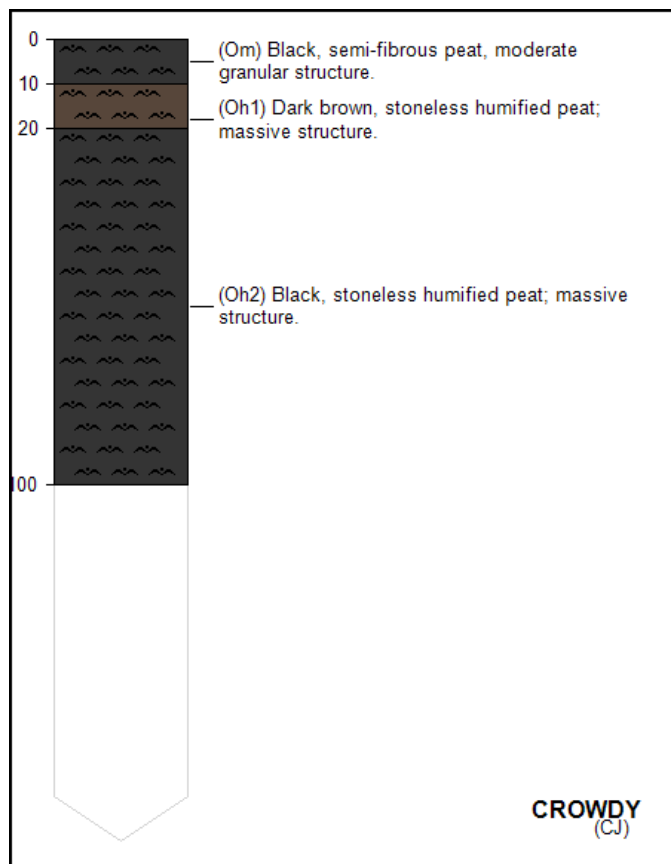 0
(Om) Black, semi-fibrous peat, moderate
granular structure.
10
(Oh1) Dark brown, stoneless humified peat;
massive structure.
20
(Oh2) Black, stoneless humified peat; massive
structure.
100
CROWDY
(CJ)